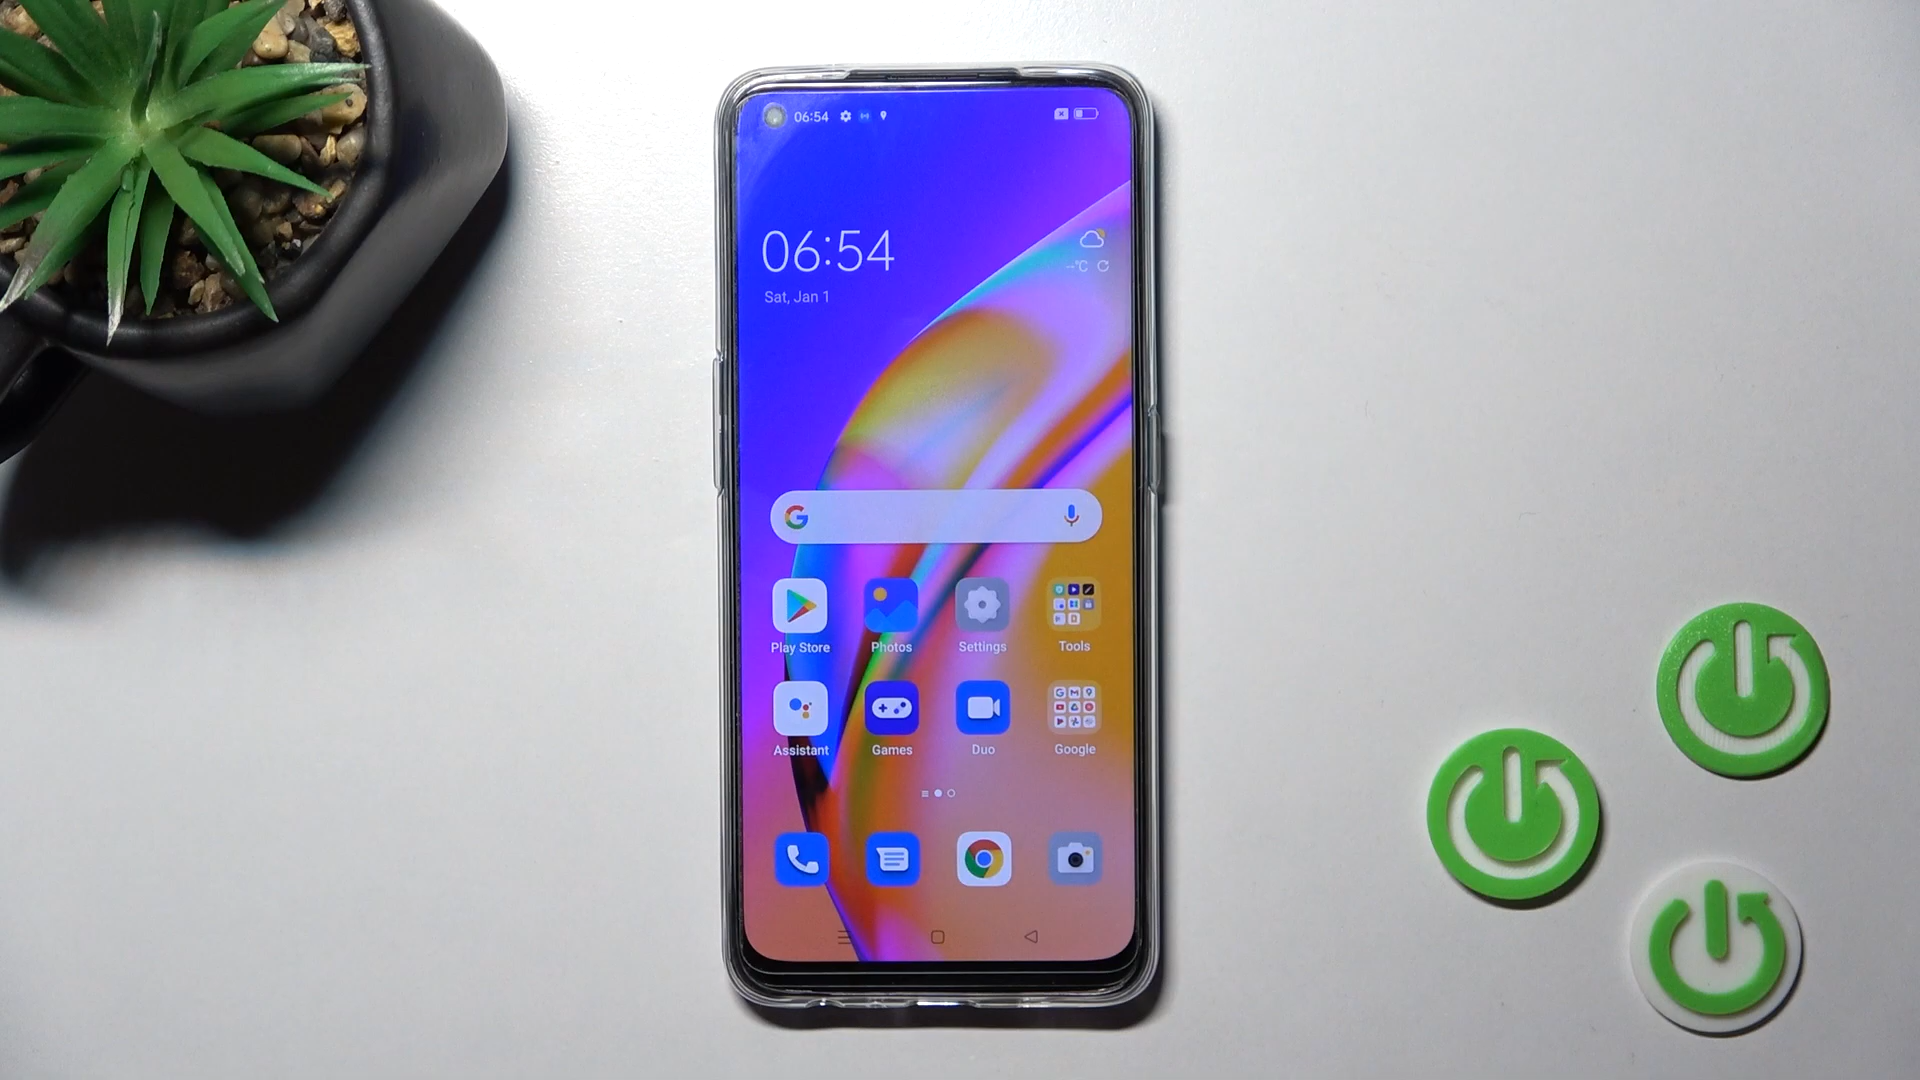 06:54
06:54
Sat, Jan 1
--°C
Play Store
Photos
Settings
Tools
Assistant
Games
Duo
Google